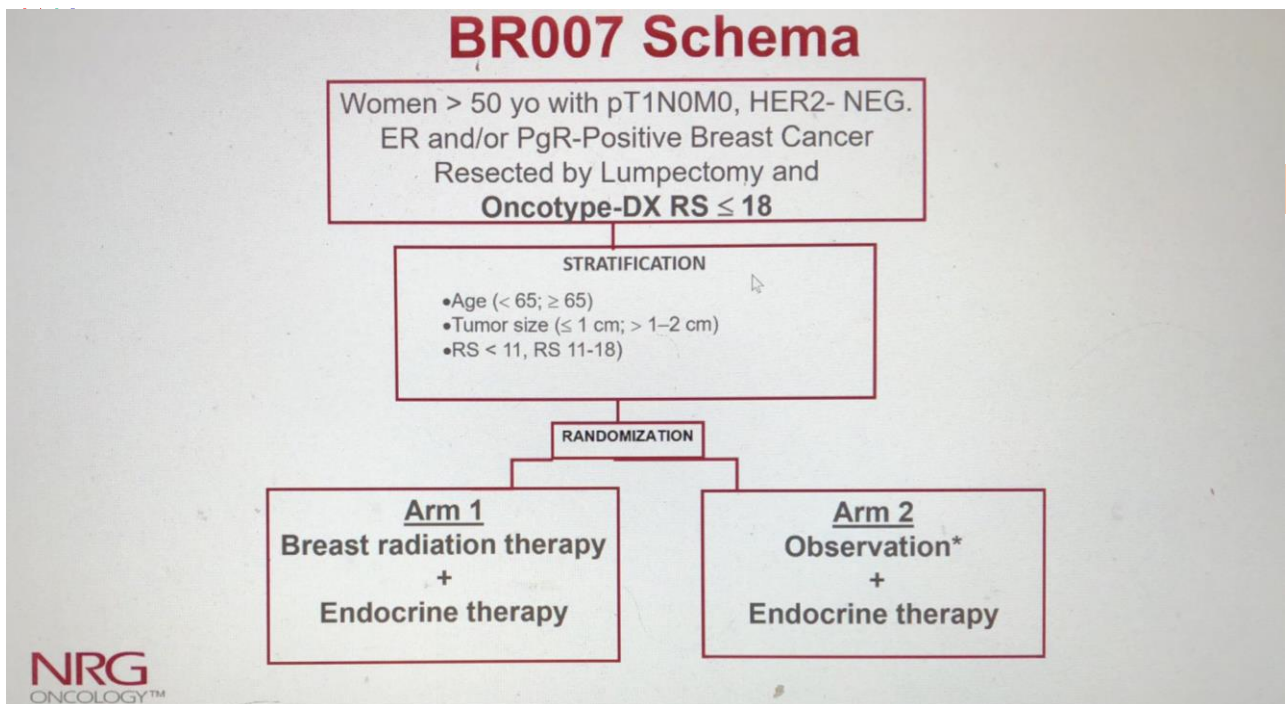 BR007 Schema
Women > 50 yo with pT1N0M0, HER2- NEG.
ER and/or PgR-Positive Breast Cancer
Resected by Lumpectomy and
Oncotype-DX RS ≤ 18
STRATIFICATION
•Age (< 65; ≥ 65)
•Tumor size (≤ 1 cm; > 1–2 cm)
•RS < 11, RS 11-18)
RANDOMIZATION
Arm 1
Breast radiation therapy
+
Endocrine therapy
Arm 2
Observation*
+
Endocrine therapy
NRG
ONCOLOGY™